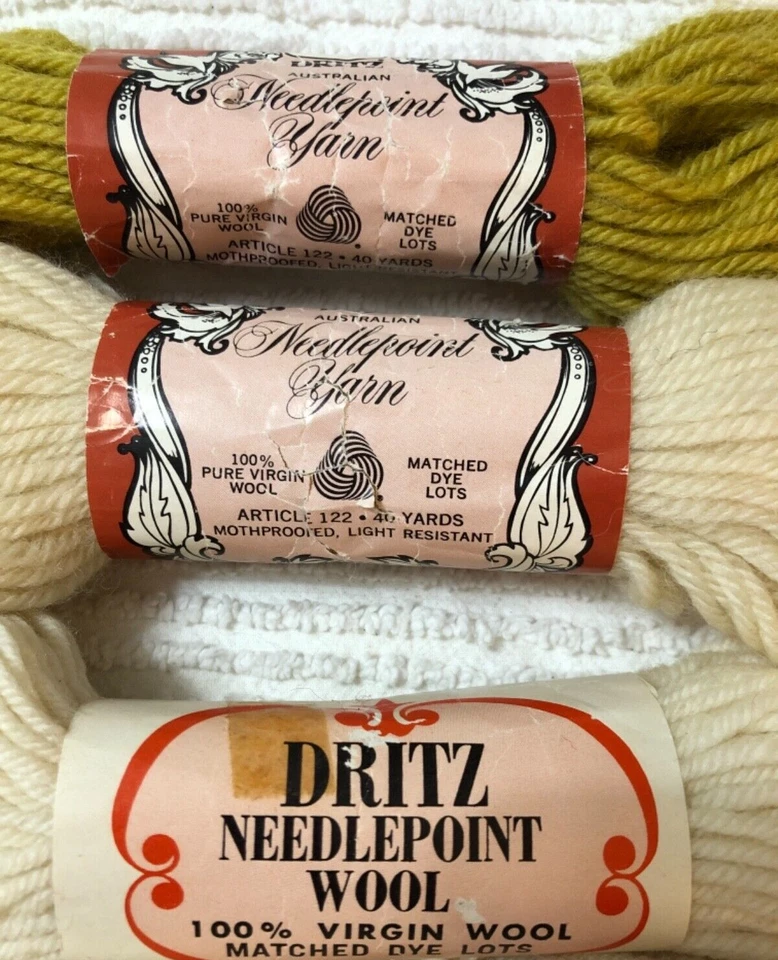 DRITZ
AUSTRALIAN
Needlepoint
Yarn
100%
PURE VIRGIN
WOOL
MATCHED
DYE
LOTS
ARTICLE 122 • 40 YARDS
MOTHPROOFED, LIGHT RESISTANT
AUSTRALIAN
Needlepoint
Yarn
100%
PURE VIRGIN
WOOL
MATCHED
DYE
LOTS
ARTICLE 122 • 40 YARDS
MOTHPROOFED, LIGHT RESISTANT
DRITZ
NEEDLEPOINT
WOOL
100% VIRGIN WOOL
MATCHED DYE LOTS